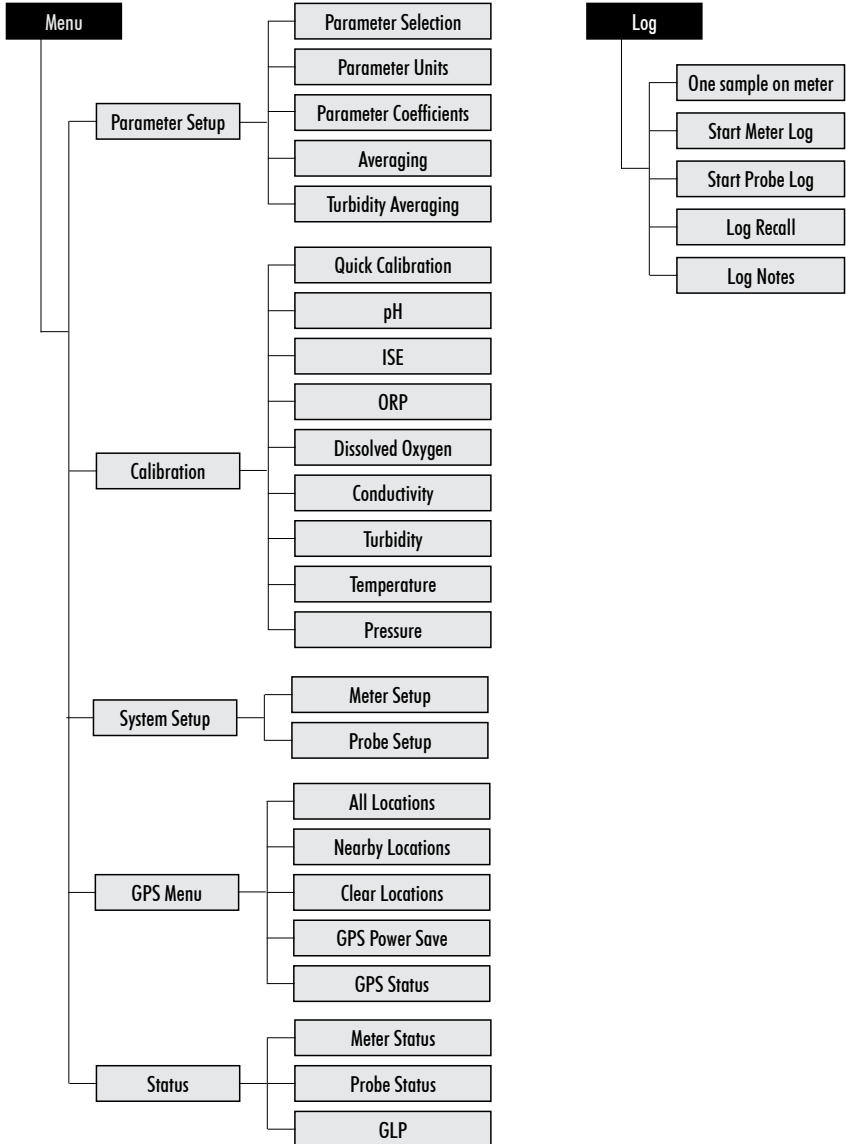 Menu
Parameter Setup
Parameter Selection
Parameter Units
Parameter Coefficients
Averaging
Turbidity Averaging
Calibration
Quick Calibration
pH
ISE
ORP
Dissolved Oxygen
Conductivity
Turbidity
Temperature
Pressure
System Setup
Meter Setup
Probe Setup
GPS Menu
All Locations
Nearby Locations
Clear Locations
GPS Power Save
GPS Status
Status
Meter Status
Probe Status
GLP
Log
One sample on meter
Start Meter Log
Start Probe Log
Log Recall
Log Notes